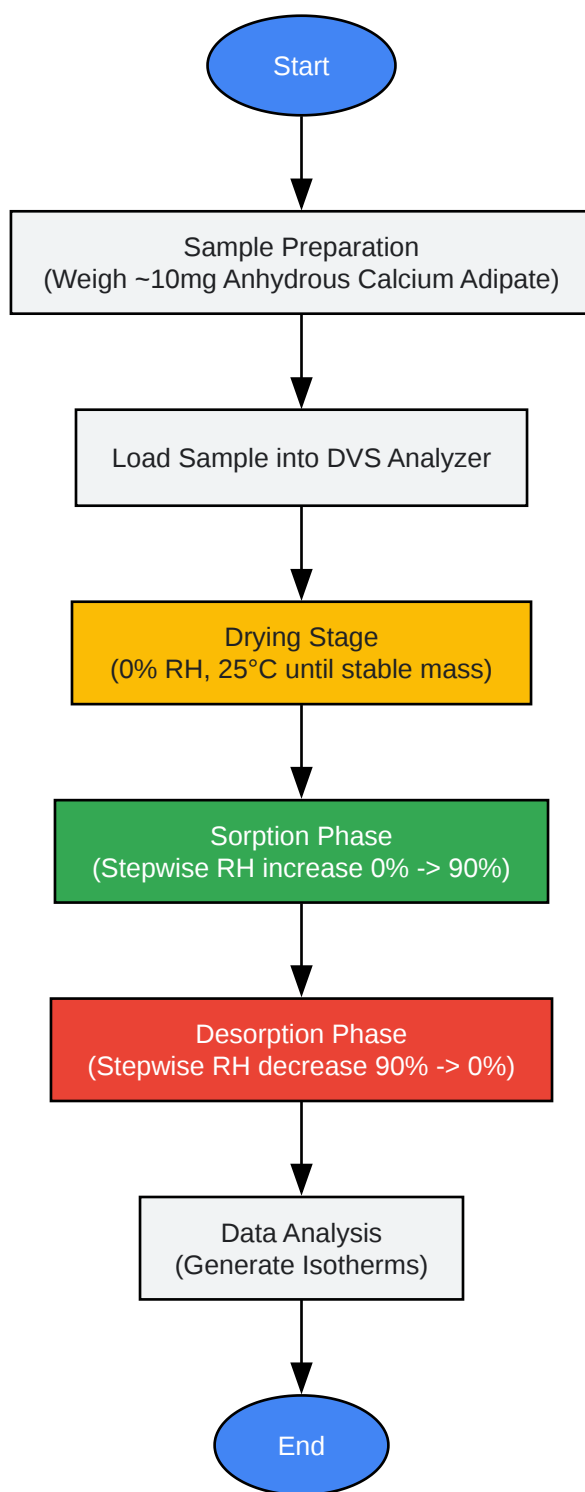 Start
Sample Preparation
(Weigh ~10mg Anhydrous Calcium Adipate)
Load Sample into DVS Analyzer
Drying Stage
(0% RH, 25°C until stable mass)
Sorption Phase
(Stepwise RH increase 0% -> 90%)
Desorption Phase
(Stepwise RH decrease 90% -> 0%)
Data Analysis
(Generate Isotherms)
End